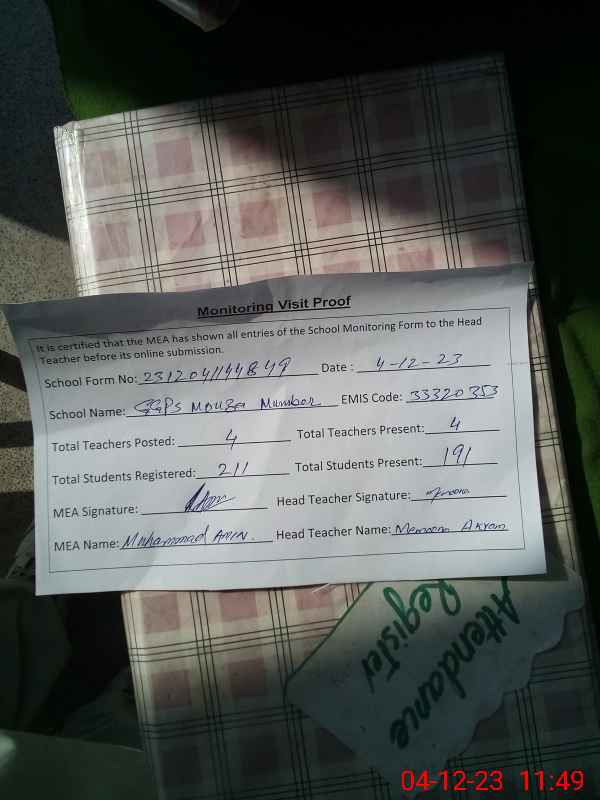 Monitoring Visit Proof
It is certified that the MEA has shown all entries of the School Monitoring Form to the Head
Teacher before its online submission.
School Form No: 2312041144849 Date : 4-12-23
School Name: GGPS Mouza Mumbar EMIS Code: 33320353
Total Teachers Posted: 4 Total Teachers Present: 4
Total Students Registered: 211 Total Students Present: 191
MEA Signature: Head Teacher Signature:
MEA Name: Muhammad Amin. Head Teacher Name: Memoona Akram
Attendance
Register
04-12-23 11:49